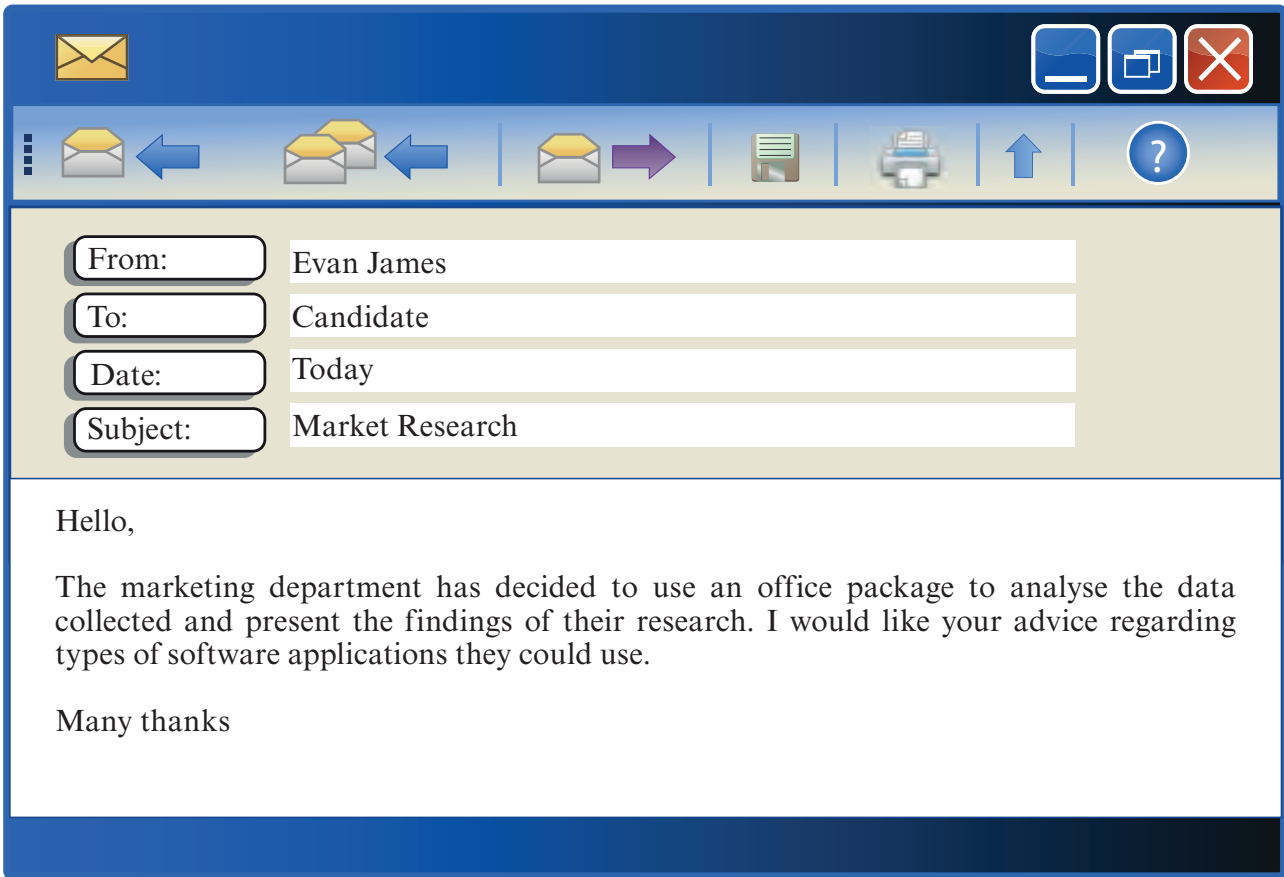 ?
From: Evan James
To: Candidate
Date: Today
Subject: Market Research
Hello,
The marketing department has decided to use an office package to analyse the data
collected and present the findings of their research. I would like your advice regarding
types of software applications they could use.
Many thanks